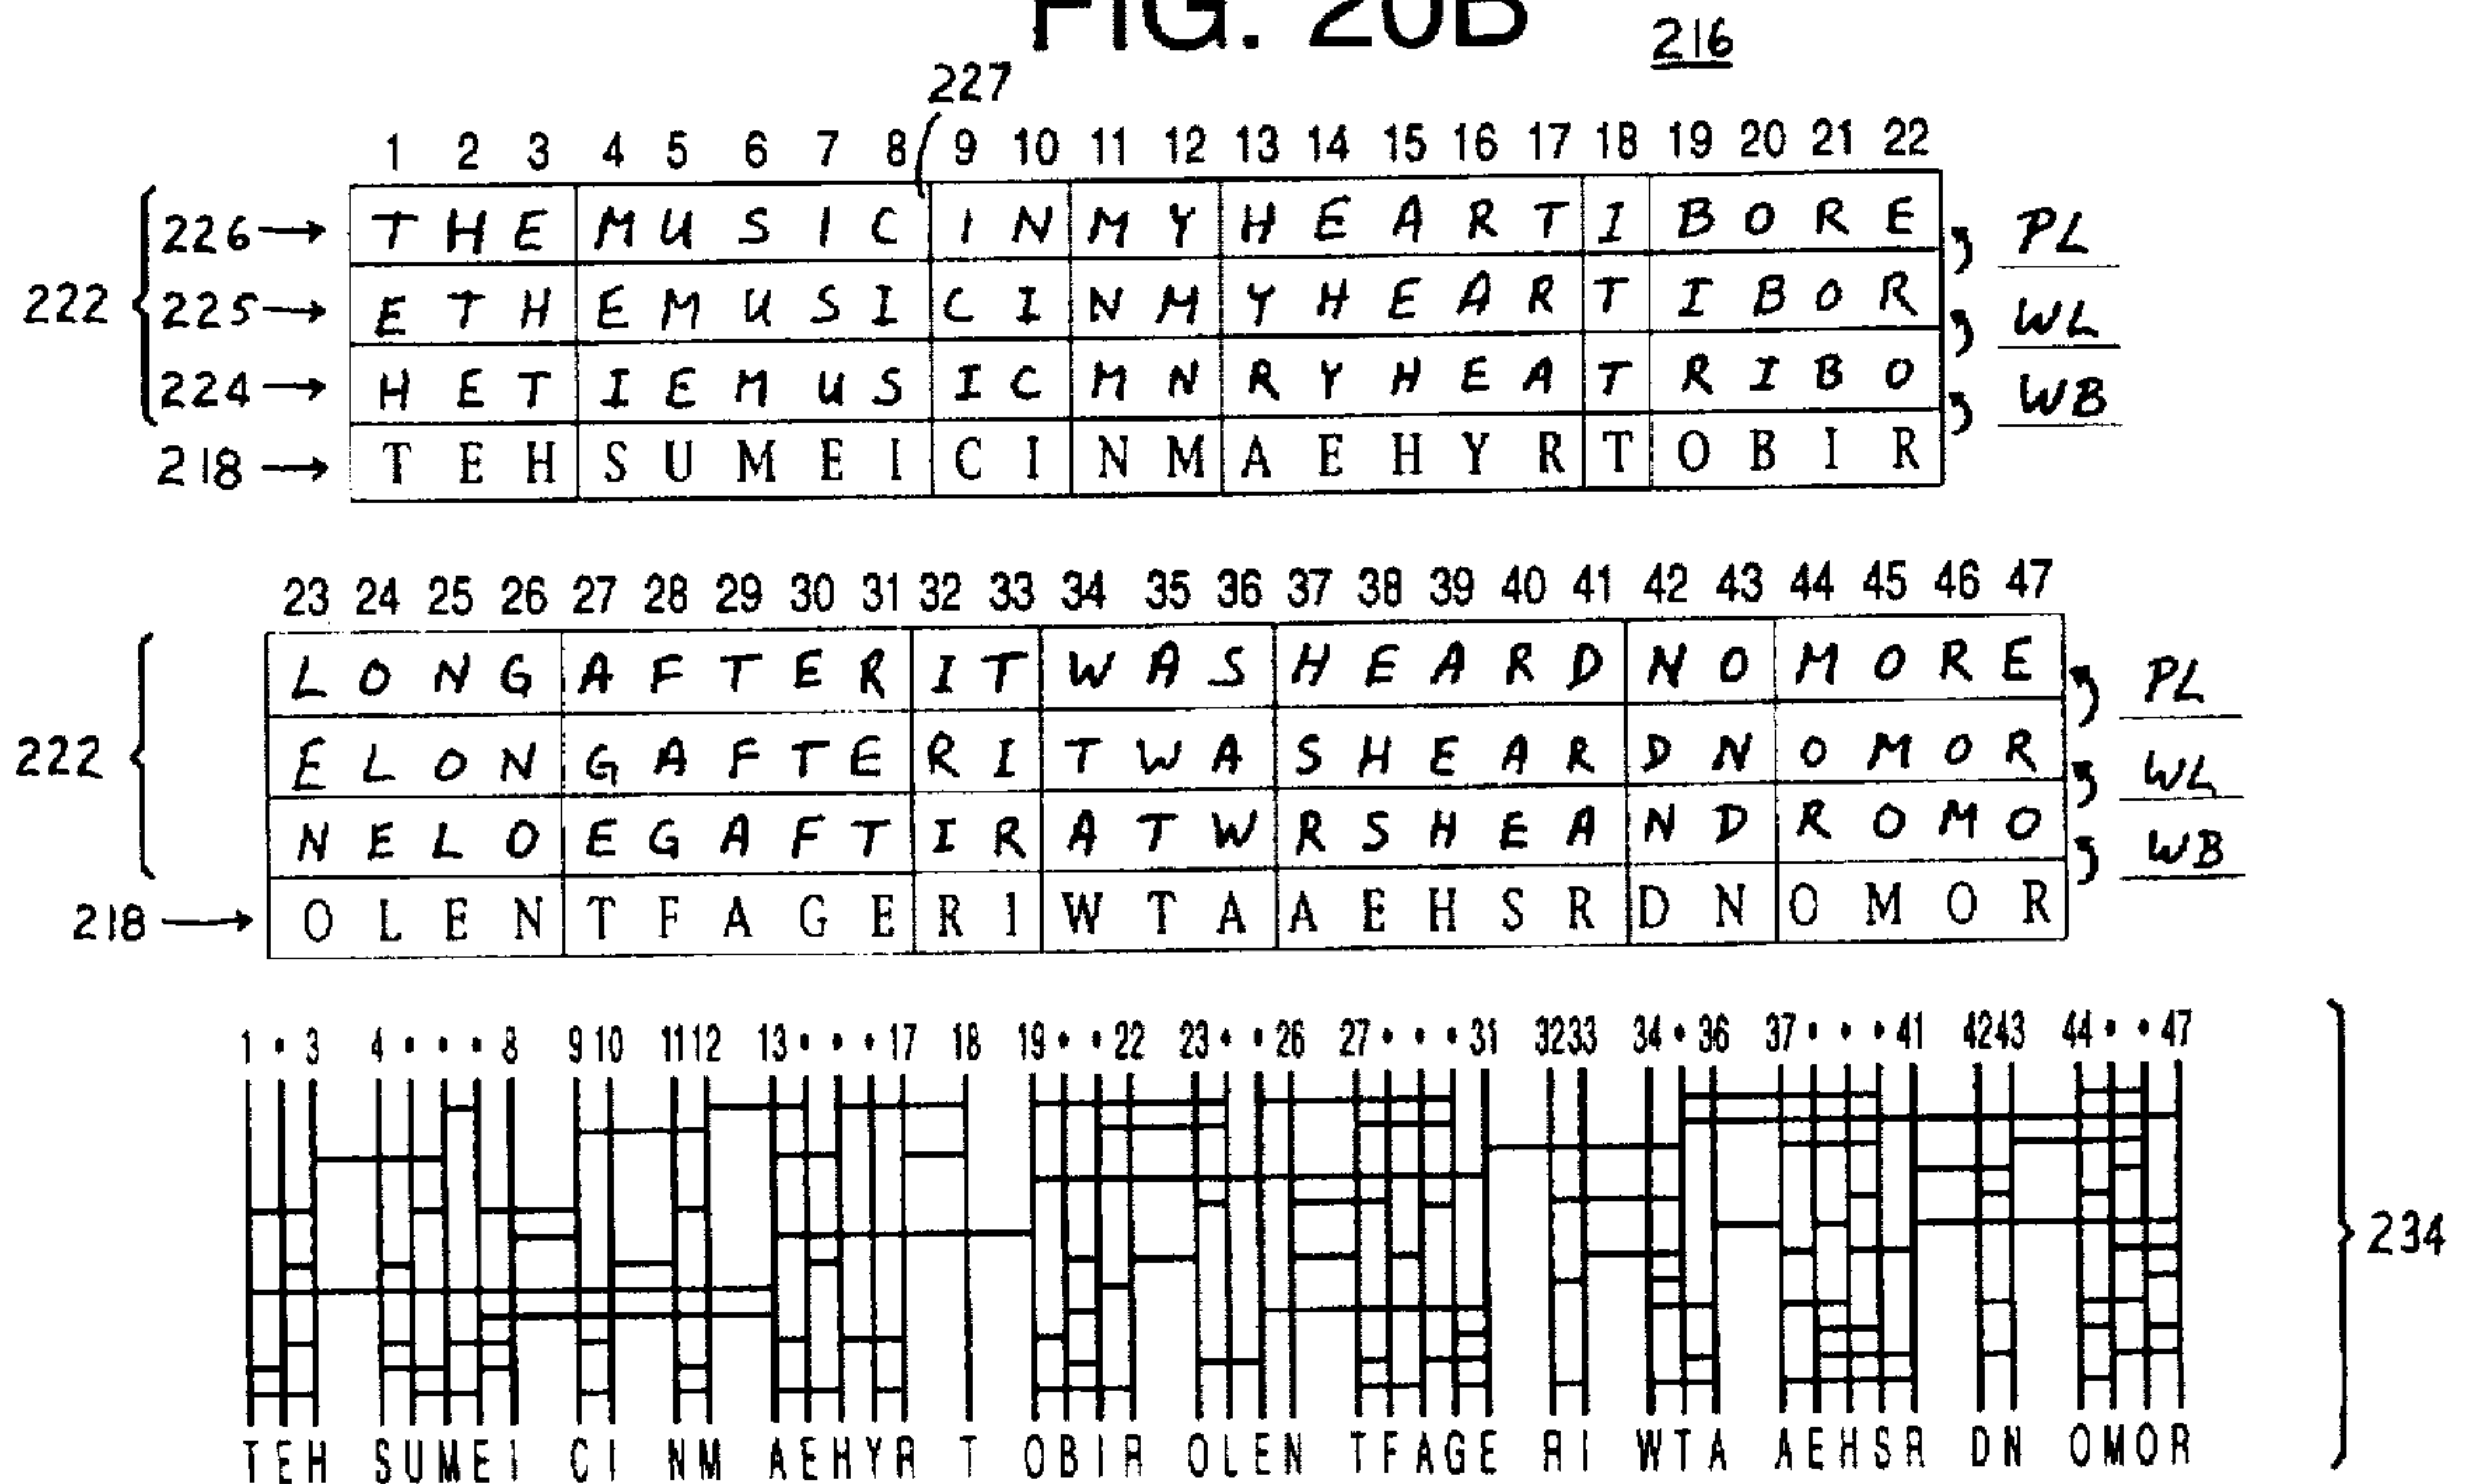 FIG. 20B 216
227
1 2 3 4 5 6 7 8 9 10 11 12 13 14 15 16 17 18 19 20 21 22
226 T H E M U S I C I N M Y H E A R T I B O R E PL
222 225 E T H E M U S I C I N M Y H E A R T I B O R WL
224 H E T I E M U S I C M N R Y H E A T R I B O WB
218 T E H S U M E I C I N M A E H Y R T O B I R
23 24 25 26 27 28 29 30 31 32 33 34 35 36 37 38 39 40 41 42 43 44 45 46 47
L O N G A F T E R I T W A S H E A R D N O M O R E PL
222 E L O N G A F T E R I T W A S H E A R D N O M O R WL
N E L O E G A F T I R A T W R S H E A N D R O M O WB
218 O L E N T F A G E R I W T A A E H S R D N O M O R
1 • 3 4 • • • 8 9 10 11 12 13 • • • 17 18 19 • • 22 23 • • 26 27 • • • 31 32 33 34 • 36 37 • • • 41 42 43 44 • • 47
234
T E H S U M E I C I N M A E H Y R T O B I R O L E N T F A G E R I W T A A E H S R D N O M O R